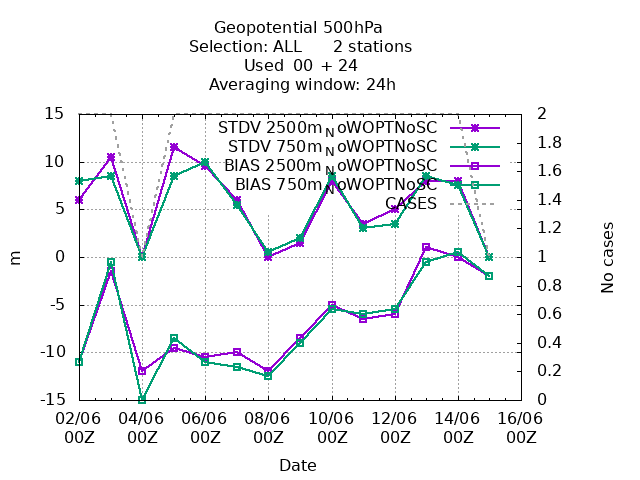 Geopotential 500hPa
Selection: ALL 2 stations
Used 00 + 24
Averaging window: 24h
STDV 2500m_NoWOPTNoSC
STDV 750m_NoWOPTNoSC
BIAS 2500m_NoWOPTNoSC
BIAS 750m_NoWOPTNoSC
CASES
15
10
5
0
-5
-10
-15
m
2
1.8
1.6
1.4
1.2
1
0.8
0.6
0.4
0.2
0
No cases
02/06 04/06 06/06 08/06 10/06 12/06 14/06 16/06
00Z 00Z 00Z 00Z 00Z 00Z 00Z 00Z
Date